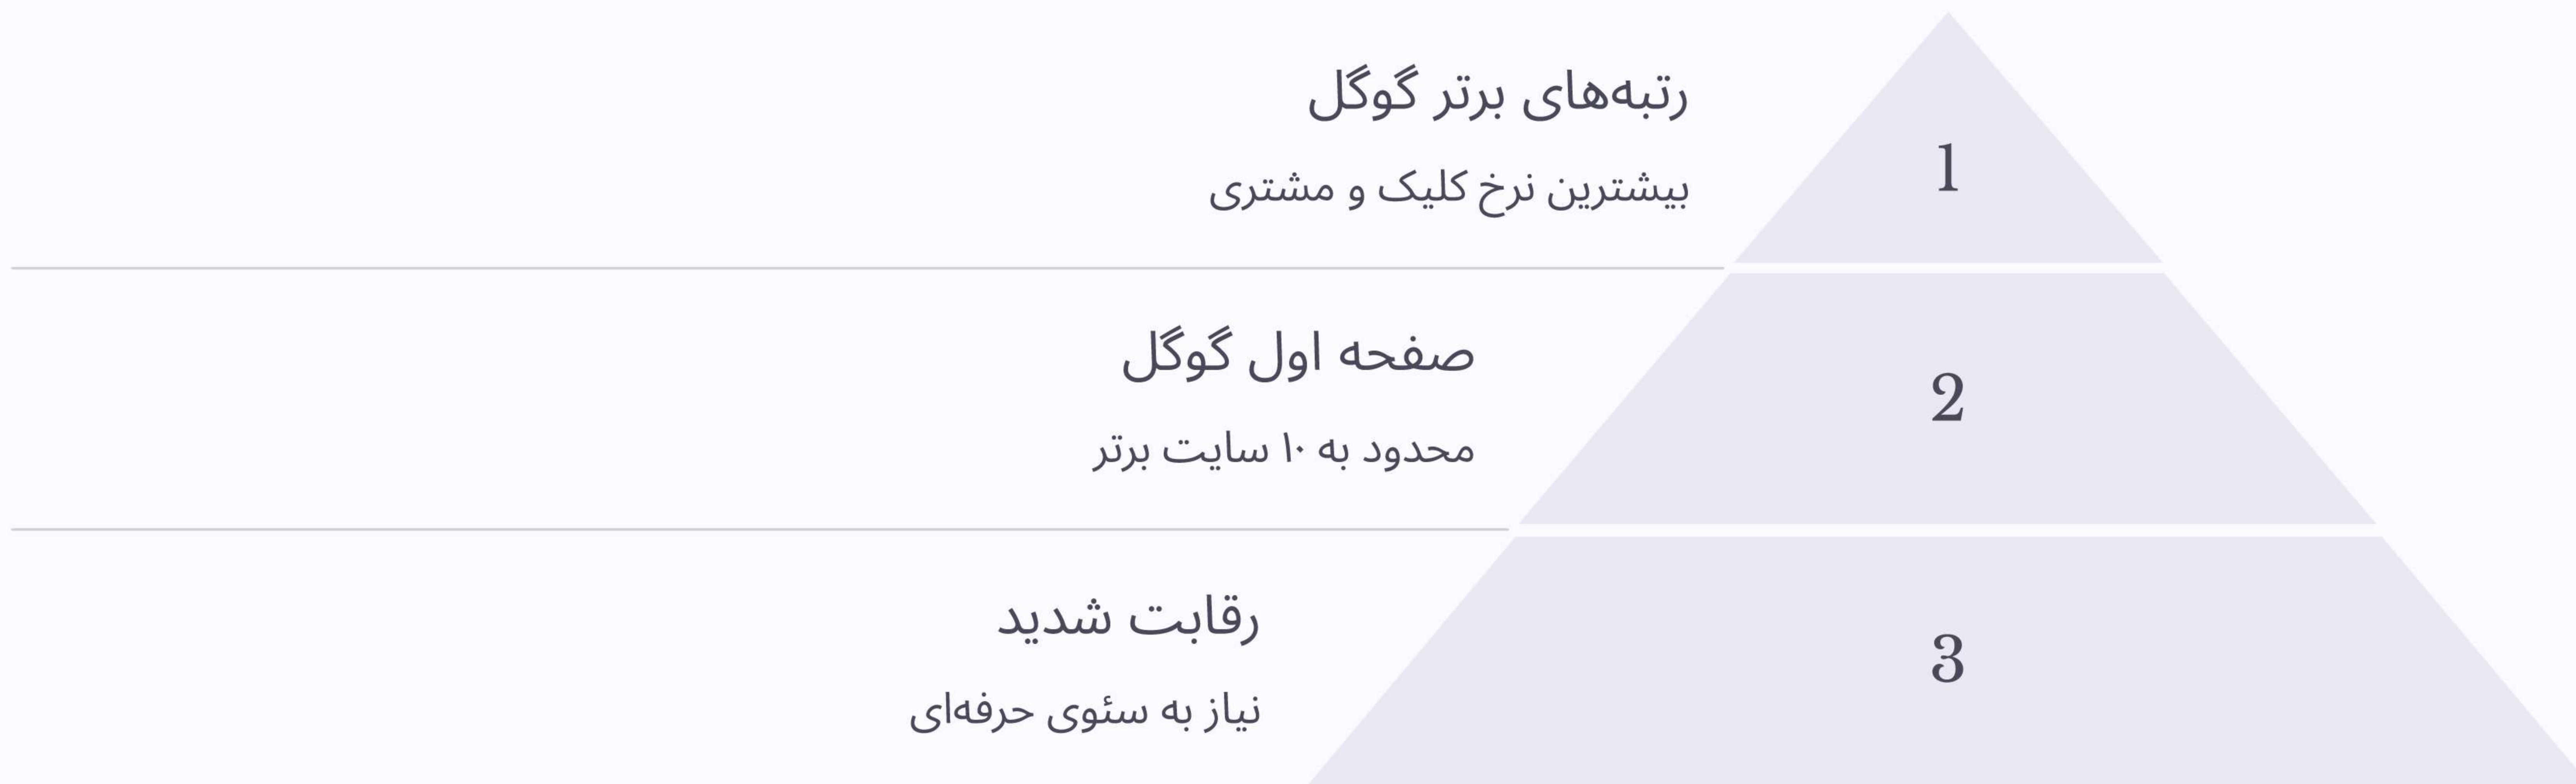 رتبه‌های برتر گوگل
بیشترین نرخ کلیک و مشتری
1
صفحه اول گوگل
محدود به ۱۰ سایت برتر
2
رقابت شدید
نیاز به سئوی حرفه‌ای
3